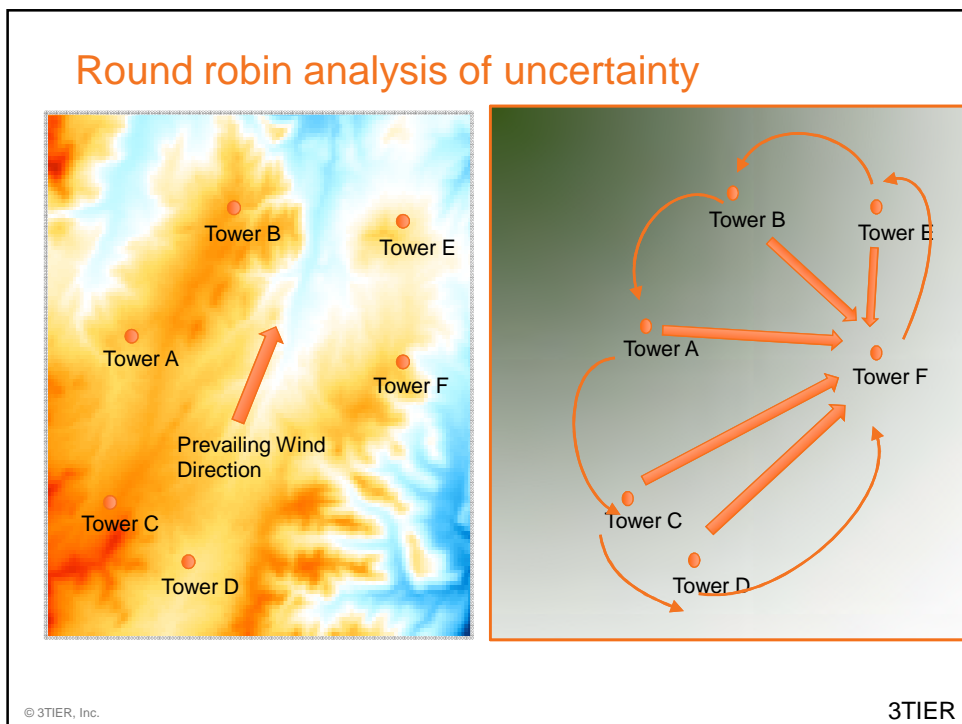 Round robin analysis of uncertainty
Tower B
Tower E
Tower A
Tower F
Prevailing Wind
Direction
Tower C
Tower D
Tower B
Tower E
Tower A
Tower F
Tower C
Tower D
© 3TIER, Inc.
3TIER